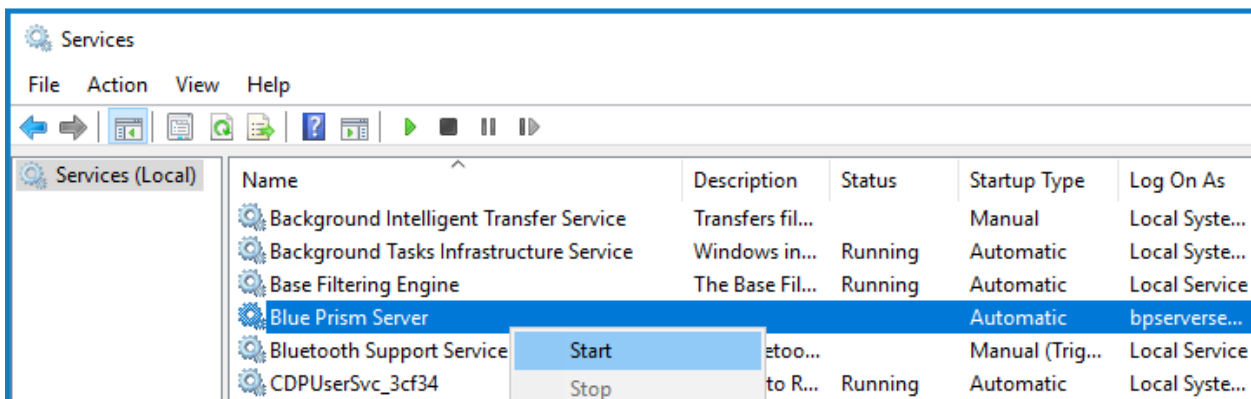 Services
File Action View Help
Services (Local)
Name Description Status Startup Type Log On As
Background Intelligent Transfer Service Transfers fil... Manual Local Syste...
Background Tasks Infrastructure Service Windows in... Running Automatic Local Syste...
Base Filtering Engine The Base Fil... Running Automatic Local Service
Blue Prism Server Automatic bpserverse...
Bluetooth Support Service Start etoo... Manual (Trig... Local Service
CDPUserSvc_3cf34 Stop to R... Running Automatic Local Syste...